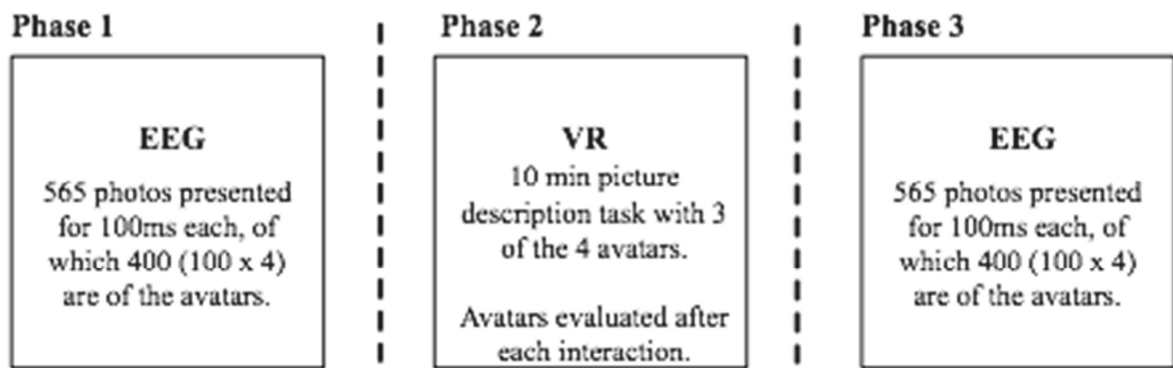 Phase 1
EEG
565 photos presented
for 100ms each, of
which 400 (100 x 4)
are of the avatars.
Phase 2
VR
10 min picture
description task with 3
of the 4 avatars.
Avatars evaluated after
each interaction.
Phase 3
EEG
565 photos presented
for 100ms each, of
which 400 (100 x 4)
are of the avatars.